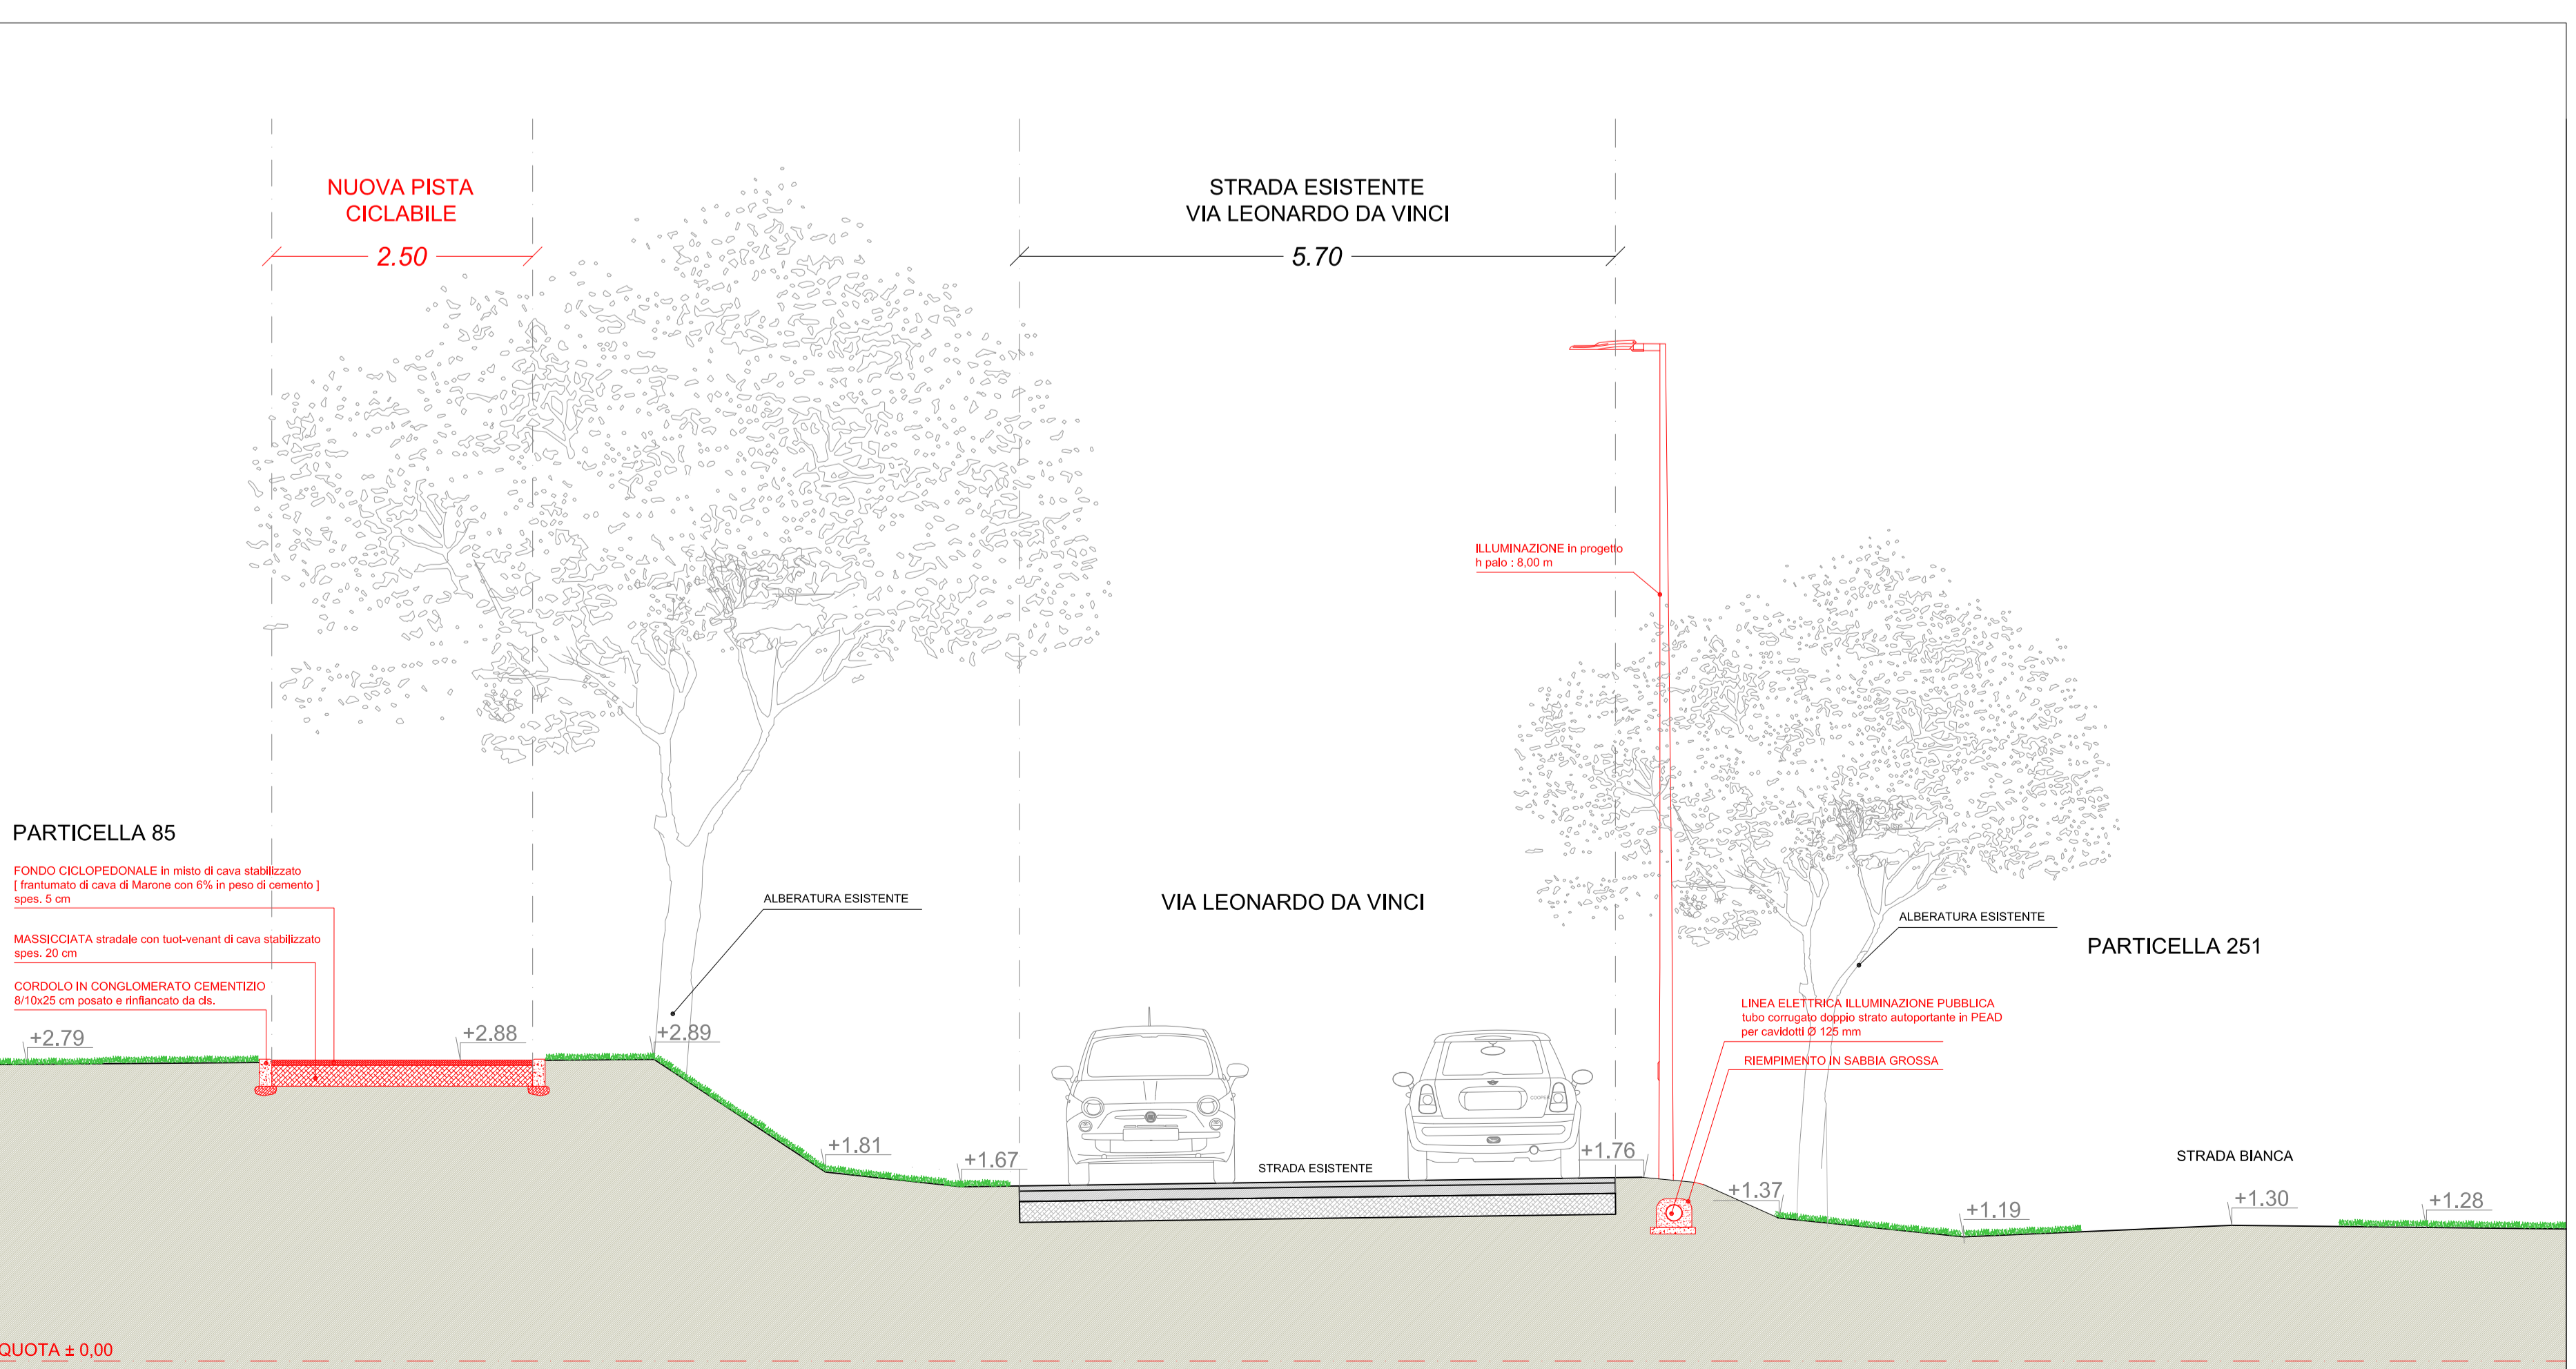 NUOVA PISTA
CICLABILE
2.50
STRADA ESISTENTE
VIA LEONARDO DA VINCI
5.70
ILLUMINAZIONE in progetto
h palo : 8,00 m
PARTICELLA 85
FONDO CICLOPEDONALE in misto di cava stabilizzato
[ frantumato di cava di Marone con 6% in peso di cemento ]
spes. 5 cm
MASSICCIATA stradale con tuot-venant di cava stabilizzato
spes. 20 cm
CORDOLO IN CONGLOMERATO CEMENTIZIO
8/10x25 cm posato e rinfiancato da cls.
ALBERATURA ESISTENTE
VIA LEONARDO DA VINCI
ALBERATURA ESISTENTE
PARTICELLA 251
LINEA ELETTRICA ILLUMINAZIONE PUBBLICA
tubo corrugato doppio strato autoportante in PEAD
per cavidotti Ø 125 mm
RIEMPIMENTO IN SABBIA GROSSA
+2.79
+2.88
+2.89
+1.81
+1.67
STRADA ESISTENTE
COOPER
+1.76
+1.37
+1.19
STRADA BIANCA
+1.30
+1.28
QUOTA ± 0,00